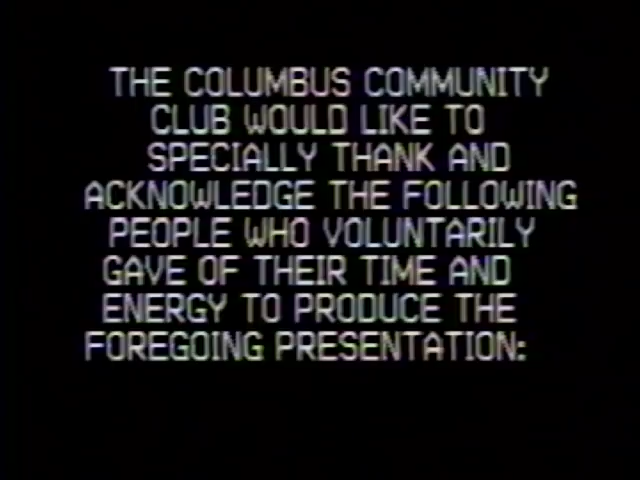 THE COLUMBUS COMMUNITY
CLUB WOULD LIKE TO
SPECIALLY THANK AND
ACKNOWLEDGE THE FOLLOWING
PEOPLE WHO VOLUNTARILY
GAVE OF THEIR TIME AND
ENERGY TO PRODUCE THE
FOREGOING PRESENTATION: